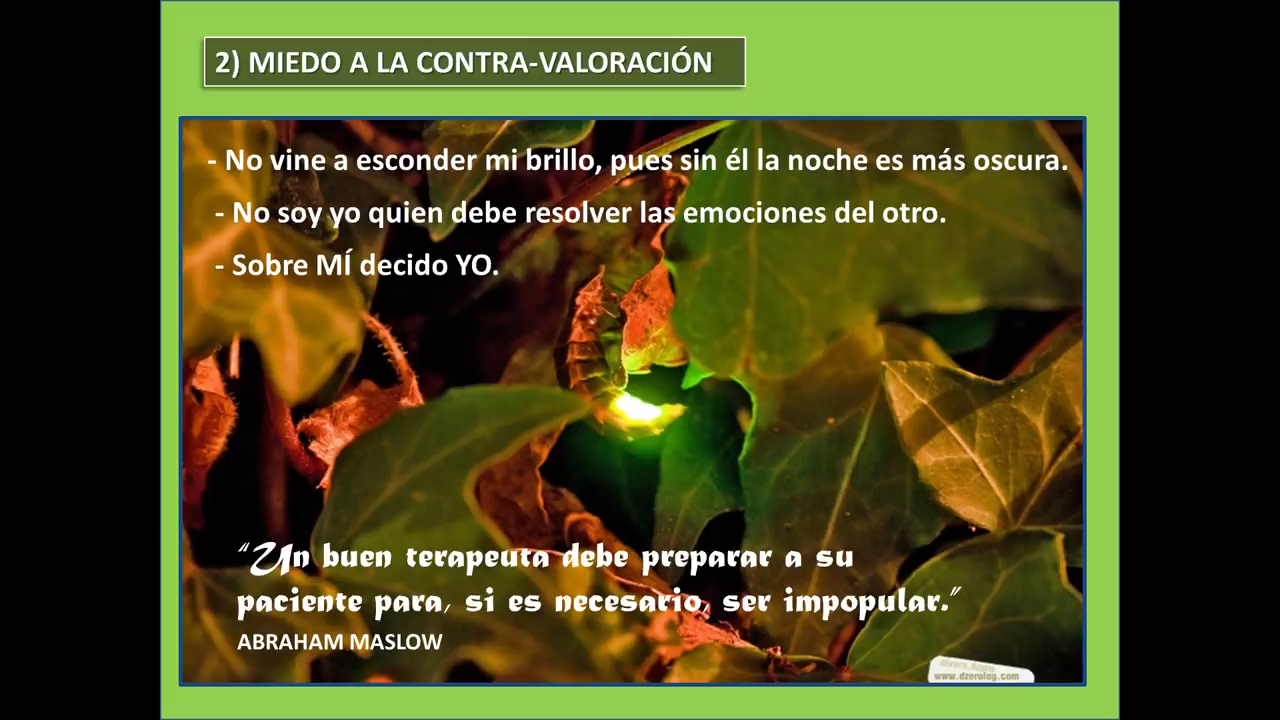 2) MIEDO A LA CONTRA-VALORACIÓN
- No vine a esconder mi brillo, pues sin él la noche es más oscura.
- No soy yo quien debe resolver las emociones del otro.
- Sobre MÍ decido YO.
“Un buen terapeuta debe preparar a su
paciente para, si es necesario, ser impopular.”
ABRAHAM MASLOW
www.dzerolog.com